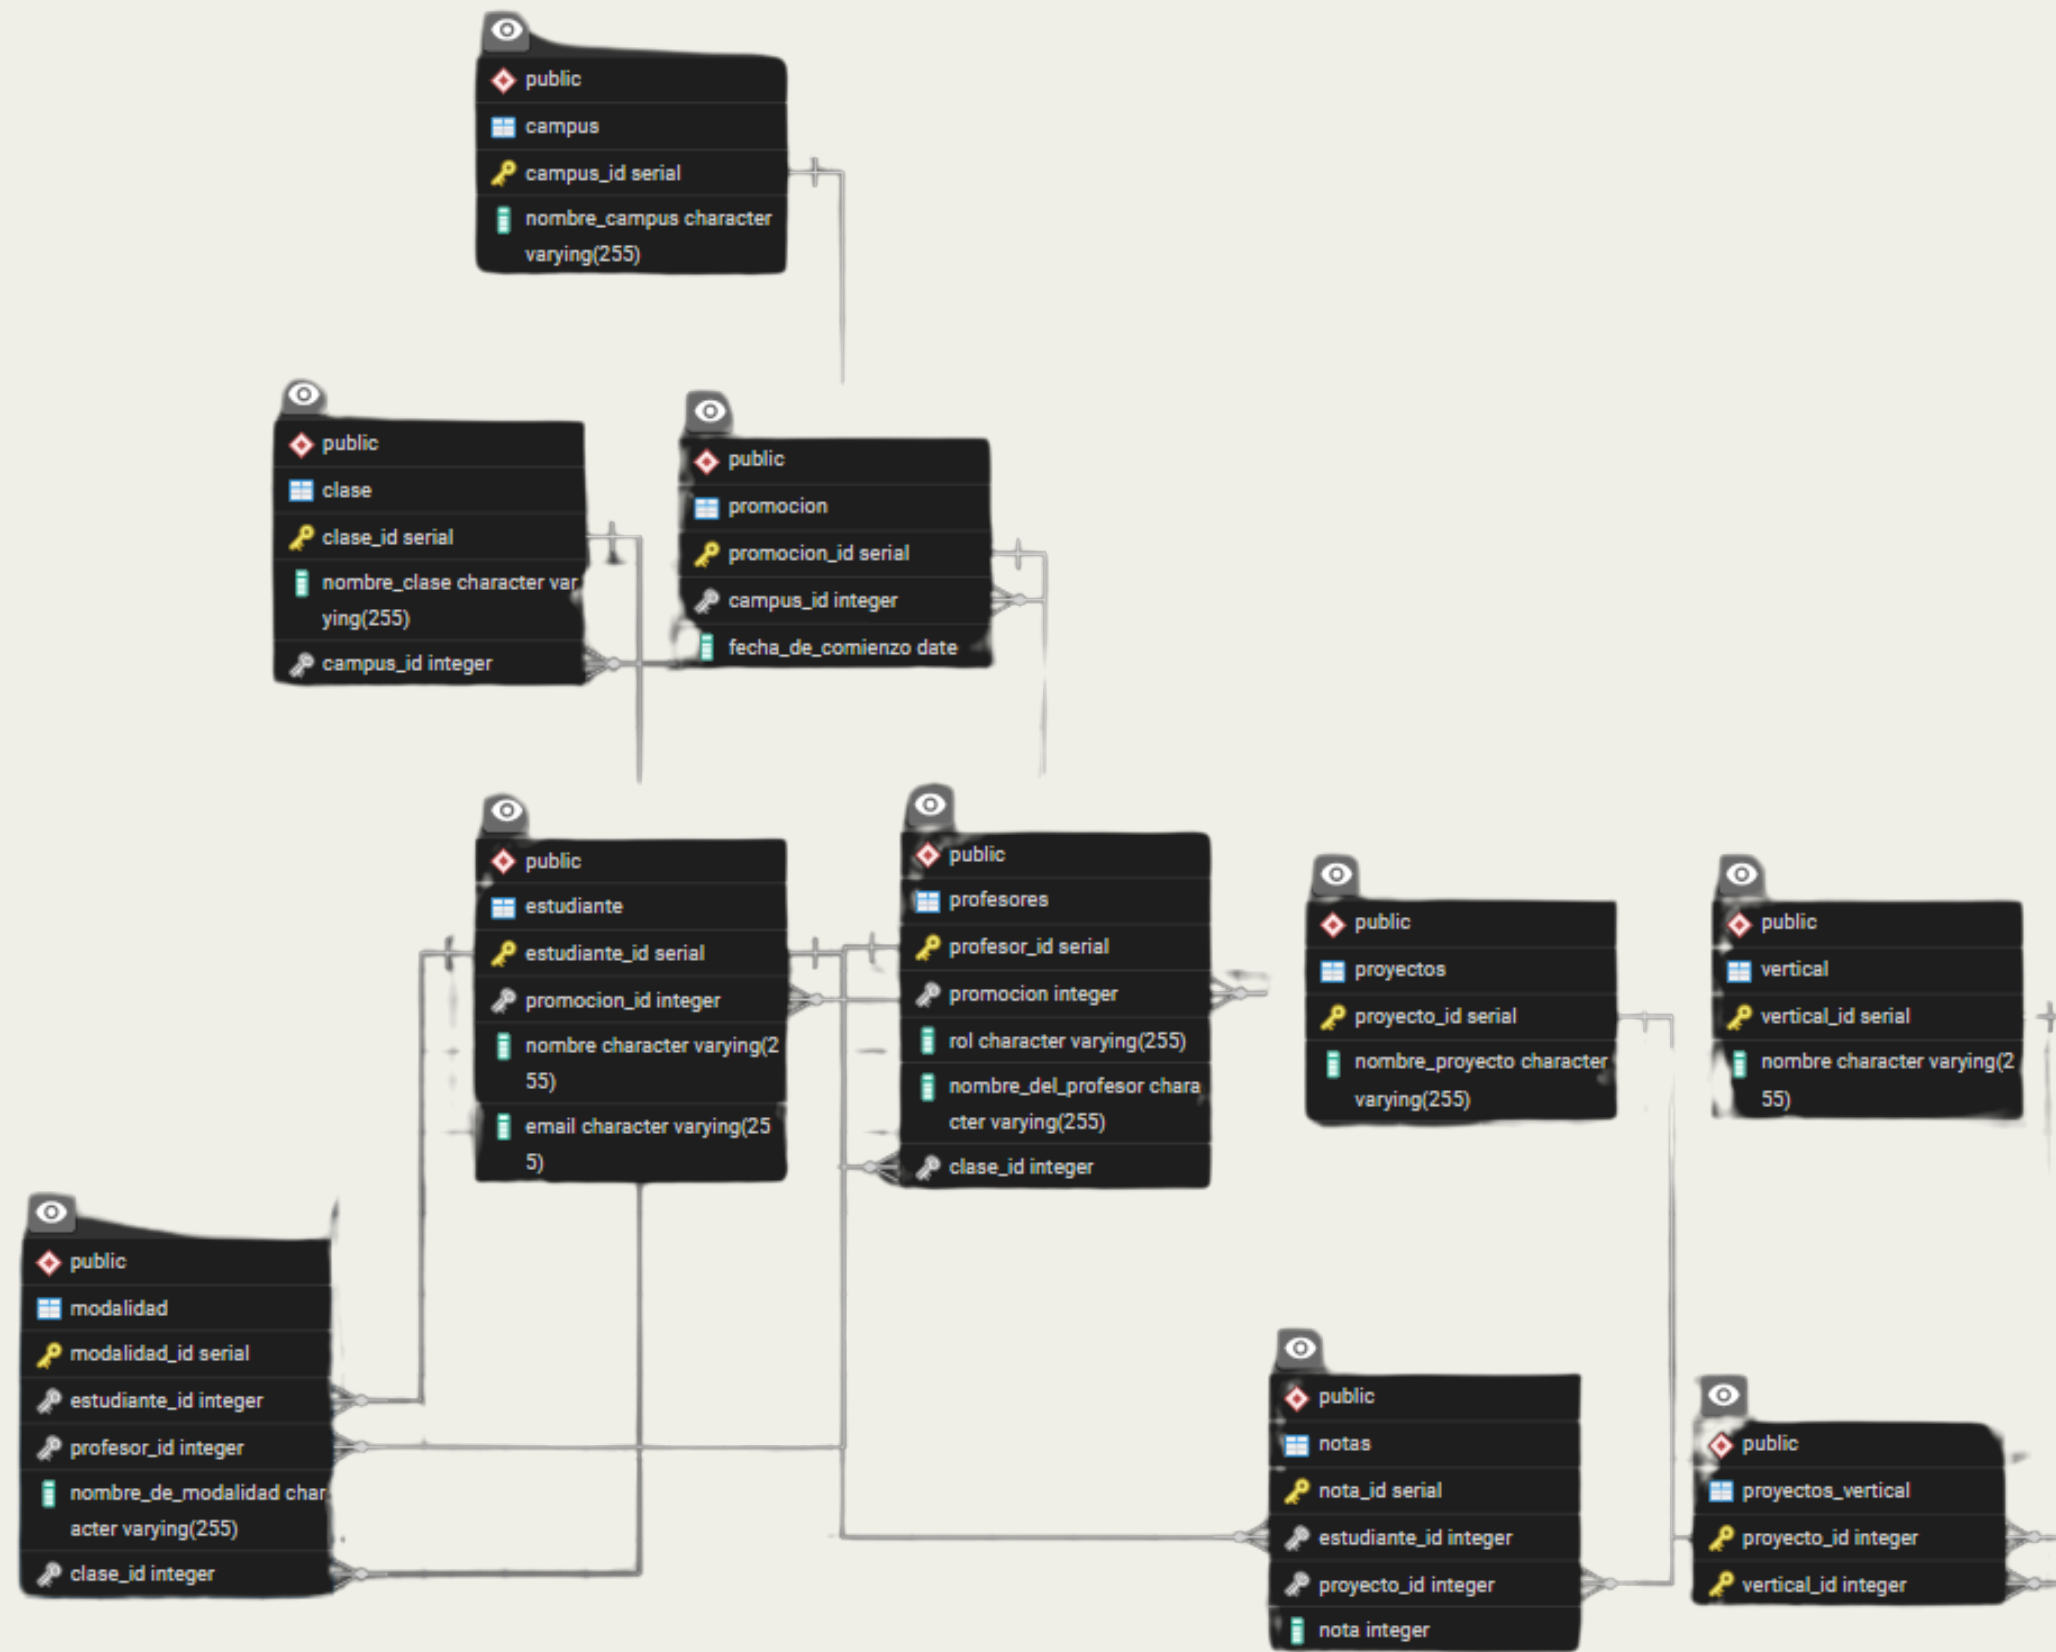 public
campus
campus_id serial
nombre_campus character
varying(255)
public
clase
clase_id serial
nombre_clase character var
ying(255)
campus_id integer
public
promocion
promocion_id serial
campus_id integer
fecha_de_comienzo date
public
estudiante
estudiante_id serial
promocion_id integer
nombre character varying(2
55)
email character varying(25
5)
public
profesores
profesor_id serial
promocion integer
rol character varying(255)
nombre_del_profesor chara
cter varying(255)
clase_id integer
public
proyectos
proyecto_id serial
nombre_proyecto character
varying(255)
public
vertical
vertical_id serial
nombre character varying(2
55)
public
modalidad
modalidad_id serial
estudiante_id integer
profesor_id integer
nombre_de_modalidad char
acter varying(255)
clase_id integer
public
notas
nota_id serial
estudiante_id integer
proyecto_id integer
nota integer
public
proyectos_vertical
proyecto_id integer
vertical_id integer